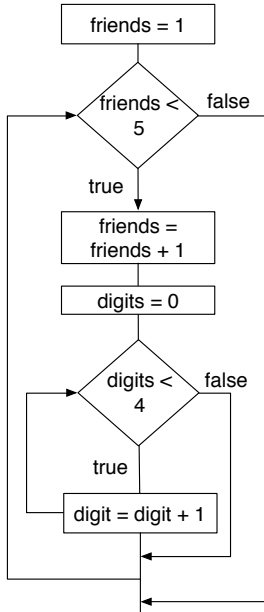 friends = 1
friends <
5
false
true
friends =
friends + 1
digits = 0
digits <
4
false
true
digit = digit + 1